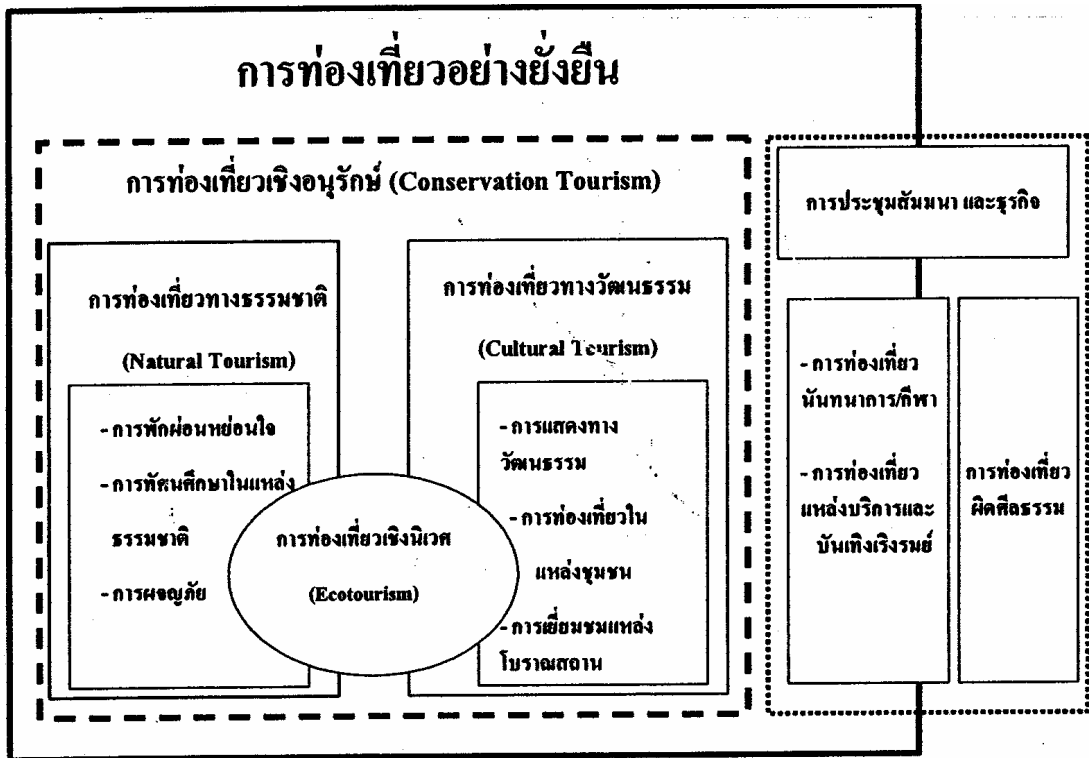 การท่องเที่ยวอย่างยั่งยืน
การท่องเที่ยวเชิงอนุรักษ์ (Conservation Tourism)
การท่องเที่ยวทางธรรมชาติ
(Natural Tourism)
- การพักผ่อนหย่อนใจ
- การทัศนศึกษาในแหล่ง
ธรรมชาติ
- การผจญภัย
การท่องเที่ยวเชิงนิเวศ
(Ecotourism)
การท่องเที่ยวทางวัฒนธรรม
(Cultural Tourism)
- การแสดงทาง
วัฒนธรรม
- การท่องเที่ยวใน
แหล่งชุมชน
- การเยี่ยมชมแหล่ง
โบราณสถาน
การประชุมสัมมนา และธุรกิจ
- การท่องเที่ยว
นันทนาการ/กีฬา
- การท่องเที่ยว
แหล่งบริการและ
บันเทิงเริงรมย์
การท่องเที่ยว
ผิดศีลธรรม